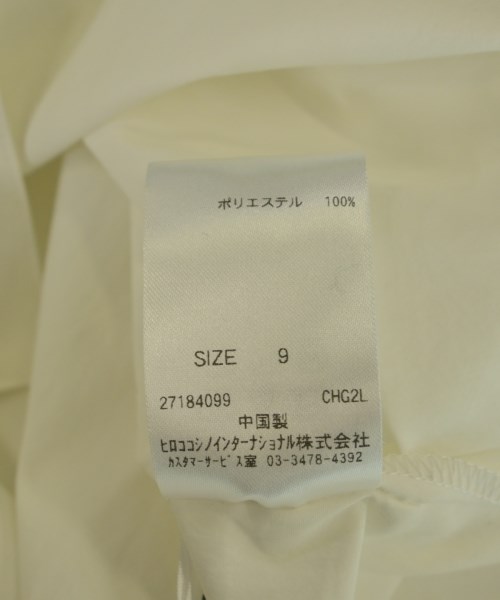 ポリエステル 100%
SIZE 9
27184099 CHG2L
中国製
ヒロココシノインターナショナル株式会社
カスタマーサービス室 03-3478-4392